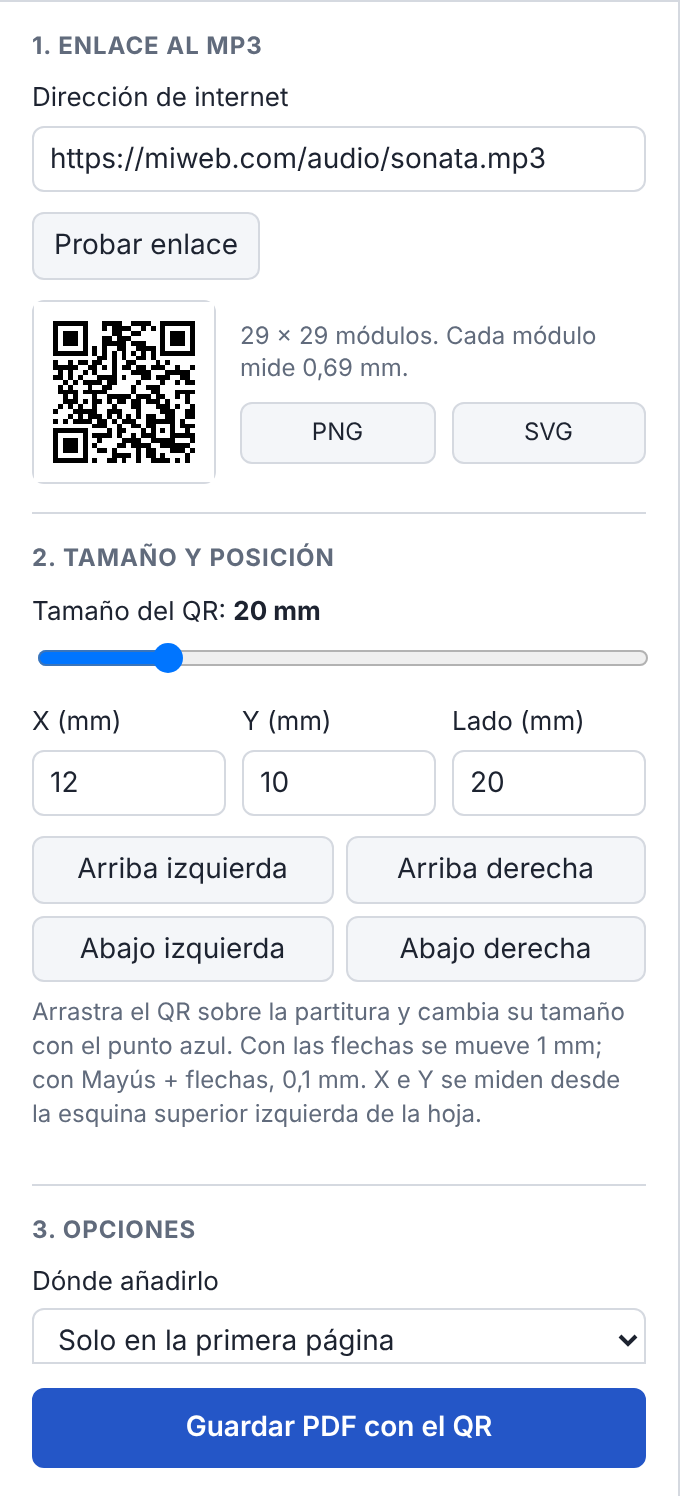 1. ENLACE AL MP3
Dirección de internet
https://miweb.com/audio/sonata.mp3
Probar enlace
29 × 29 módulos. Cada módulo
mide 0,69 mm.
PNG
SVG
2. TAMAÑO Y POSICIÓN
Tamaño del QR: 20 mm
X (mm)
Y (mm)
Lado (mm)
12
10
20
Arriba izquierda
Arriba derecha
Abajo izquierda
Abajo derecha
Arrastra el QR sobre la partitura y cambia su tamaño
con el punto azul. Con las flechas se mueve 1 mm;
con Mayús + flechas, 0,1 mm. X e Y se miden desde
la esquina superior izquierda de la hoja.
3. OPCIONES
Dónde añadirlo
Solo en la primera página
Guardar PDF con el QR